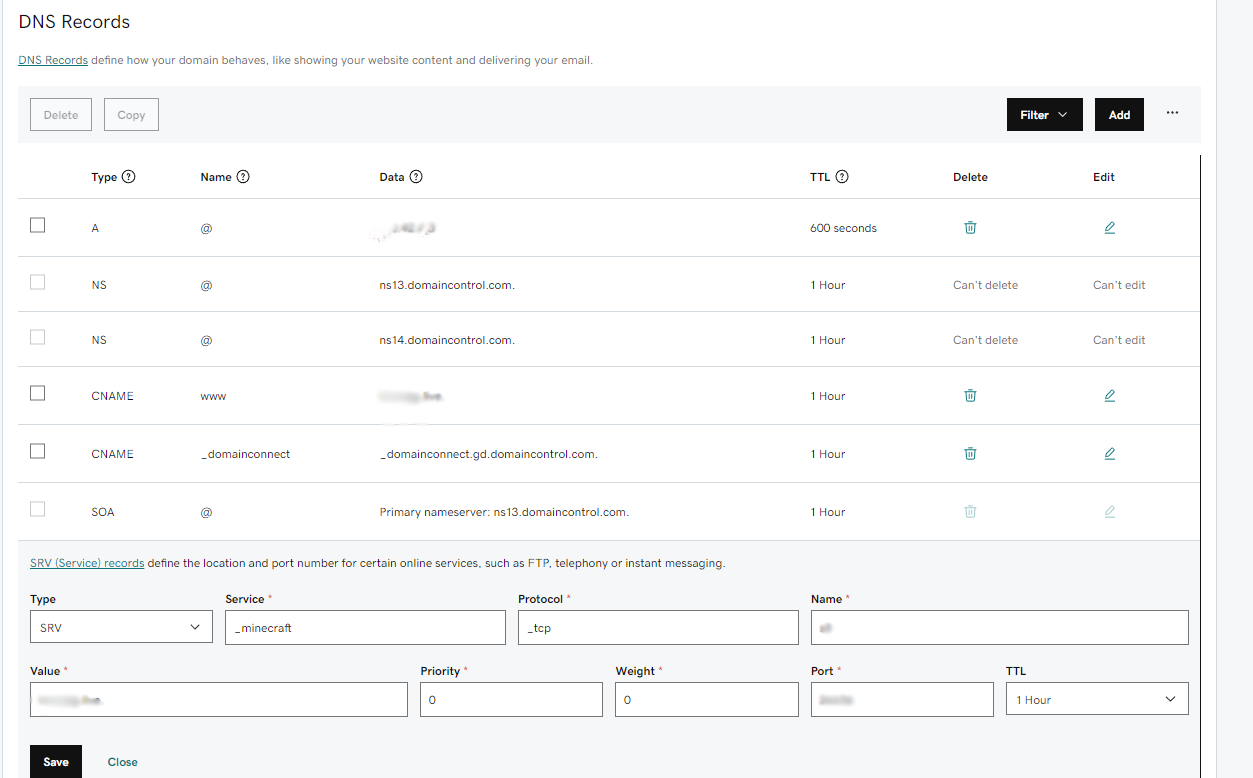 DNS Records
DNS Records define how your domain behaves, like showing your website content and delivering your email.
Delete Copy Filter Add ...
Type ? Name ? Data ? TTL ? Delete Edit
A @ 600 seconds
NS @ ns13.domaincontrol.com. 1 Hour Can't delete Can't edit
NS @ ns14.domaincontrol.com. 1 Hour Can't delete Can't edit
CNAME www 1 Hour
CNAME _domainconnect _domainconnect.gd.domaincontrol.com. 1 Hour
SOA @ Primary nameserver: ns13.domaincontrol.com. 1 Hour
SRV (Service) records define the location and port number for certain online services, such as FTP, telephony or instant messaging.
Type Service * Protocol * Name *
SRV _minecraft _tcp
Value * Priority * Weight * Port * TTL
0 0 1 Hour
Save Close